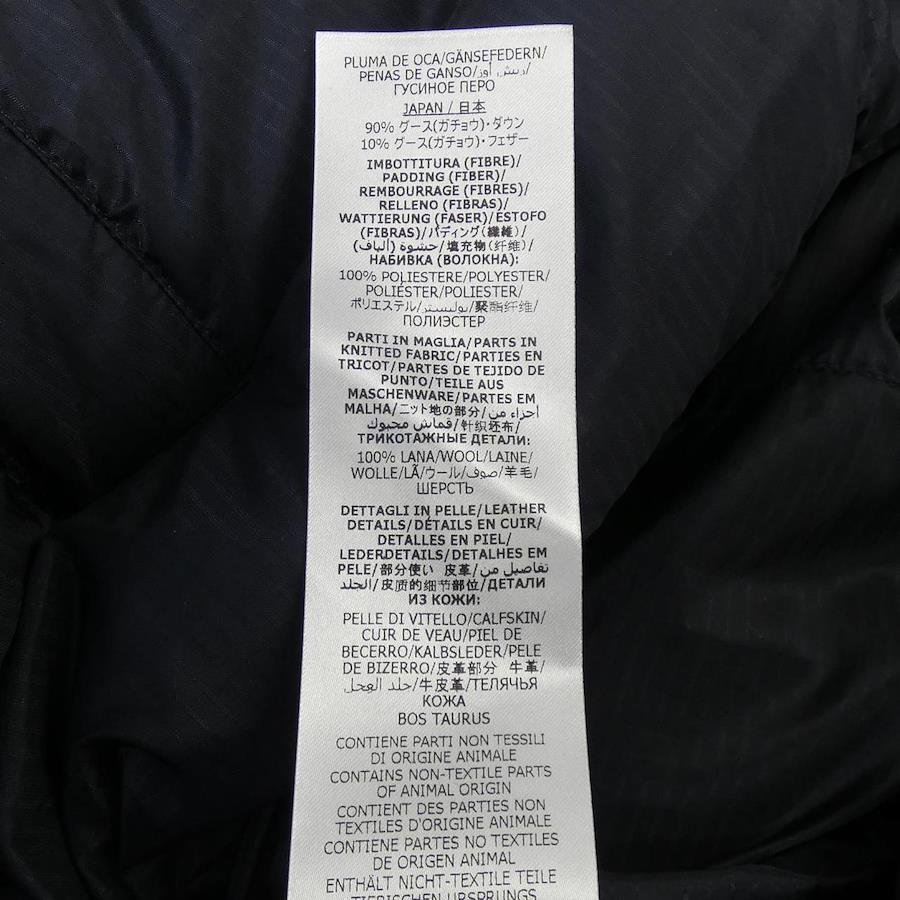 PLUMA DE OCA/GÄNSEFEDERN/
PENAS DE GANSO/ريش أوز/
ГУСИНОЕ ПЕРО
JAPAN / 日本
90% グース(ガチョウ)・ダウン
10% グース(ガチョウ)・フェザー
IMBOTTITURA (FIBRE)/
PADDING (FIBER)/
REMBOURRAGE (FIBRES)/
RELLENO (FIBRAS)/
WATTIERUNG (FASER)/ESTOFO
(FIBRAS)/パディング(繊維)/
حشوة (ألياف)/填充物(纤维)/
НАБИВКА (ВОЛОКНА):
100% POLIESTERE/POLYESTER/
POLIÉSTER/POLIESTER/
ポリエステル/بوليستر/聚酯纤维/
ПОЛИЭСТЕР
PARTI IN MAGLIA/PARTS IN
KNITTED FABRIC/PARTIES EN
TRICOT/PARTES DE TEJIDO DE
PUNTO/TEILE AUS
MASCHENWARE/PARTES EM
MALHA/ニット地の部分/أجزاء من
قماش محبوك/针织坯布/
ТРИКОТАЖНЫЕ ДЕТАЛИ:
100% LANA/WOOL/LAINE/
WOLLE/LÃ/ウール/صوف/羊毛/
ШЕРСТЬ
DETTAGLI IN PELLE/LEATHER
DETAILS/DÉTAILS EN CUIR/
DETALLES EN PIEL/
LEDERDETAILS/DETALHES EM
PELE/部分使い 皮革/تفاصيل من
الجلد/皮质的细节部位/ДЕТАЛИ
ИЗ КОЖИ:
PELLE DI VITELLO/CALFSKIN/
CUIR DE VEAU/PIEL DE
BECERRO/KALBSLEDER/PELE
DE BIZERRO/皮革部分 牛革/
جلد العجل/牛皮革/ТЕЛЯЧЬЯ
КОЖА
BOS TAURUS
CONTIENE PARTI NON TESSILI
DI ORIGINE ANIMALE
CONTAINS NON-TEXTILE PARTS
OF ANIMAL ORIGIN
CONTIENT DES PARTIES NON
TEXTILES D'ORIGINE ANIMALE
CONTIENE PARTES NO TEXTILES
DE ORIGEN ANIMAL
ENTHÄLT NICHT-TEXTILE TEILE
TIERISCHEN URSPRUNGS